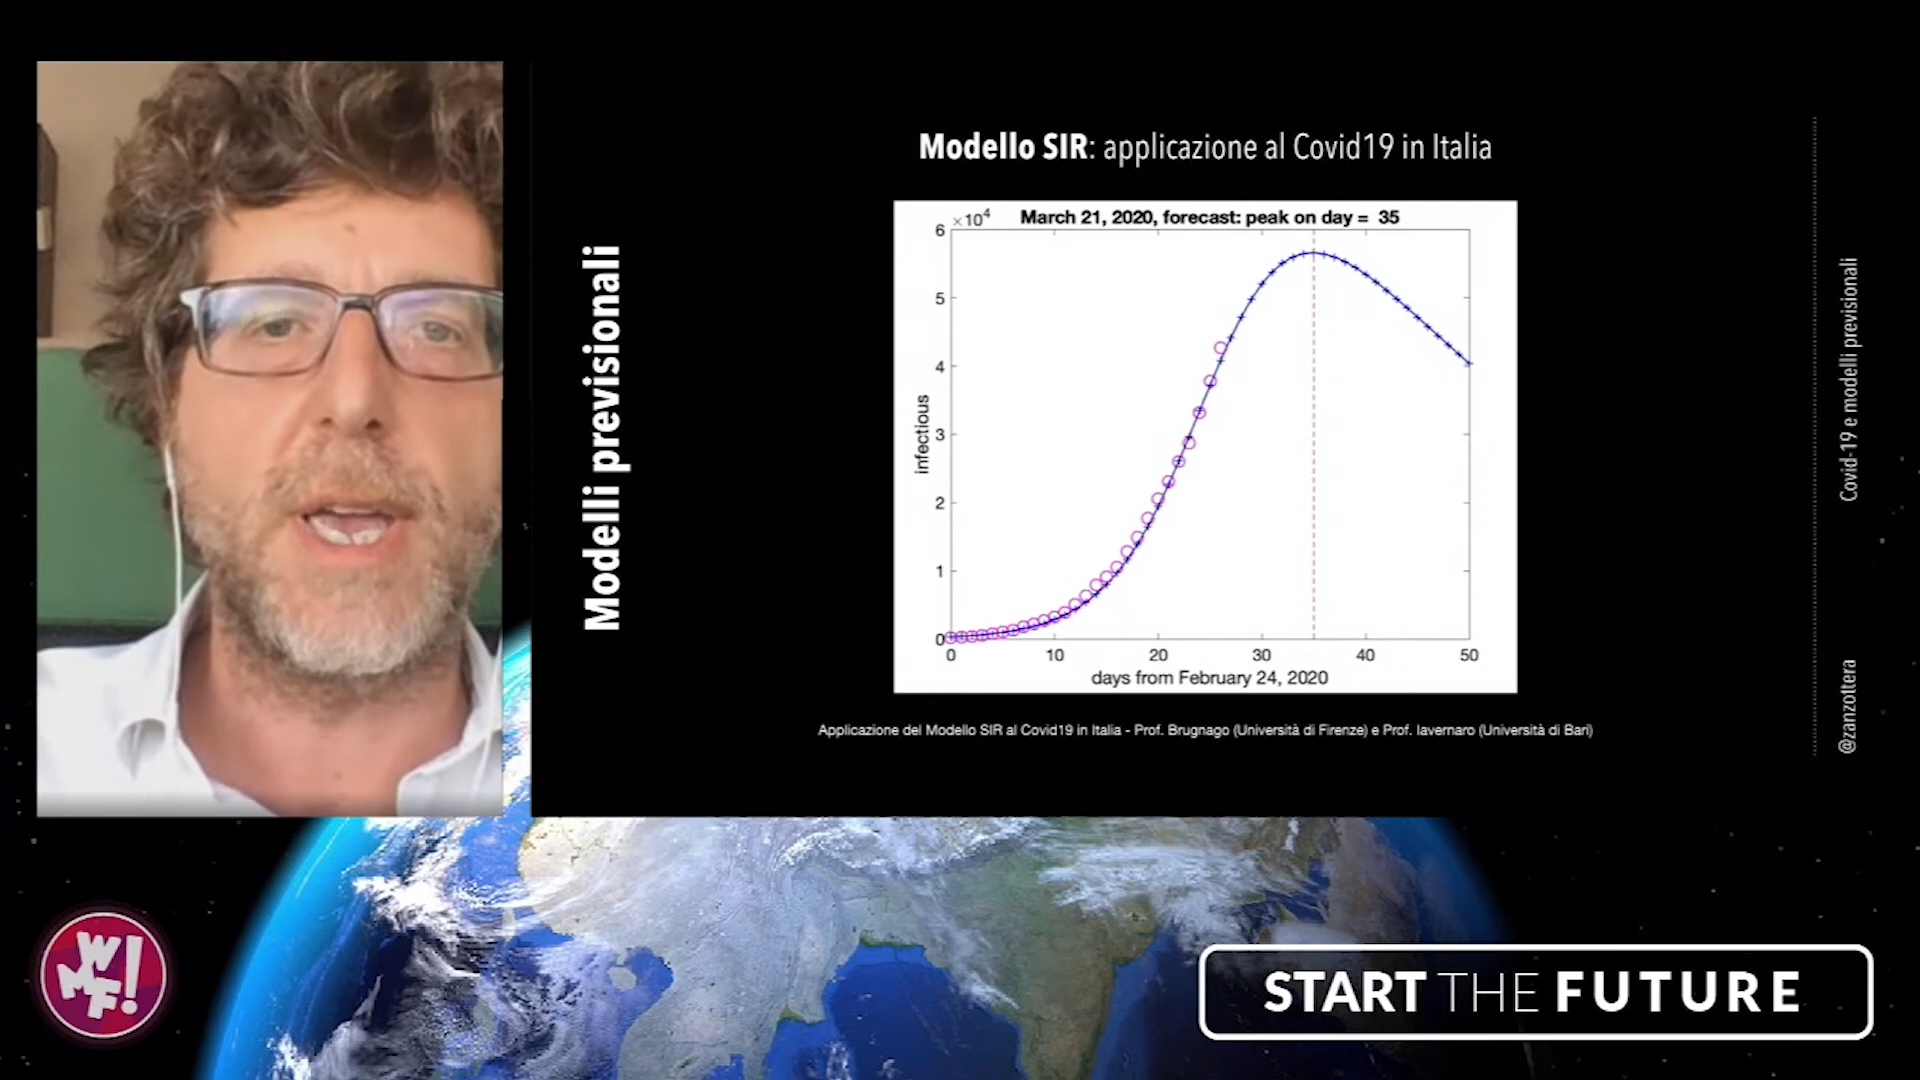 Modello SIR: applicazione al Covid19 in Italia
Modelli previsionali
×10⁴
March 21, 2020, forecast: peak on day = 35
6
5
4
3
2
1
0
infectious
0 10 20 30 40 50
days from February 24, 2020
Applicazione del Modello SIR al Covid19 in Italia - Prof. Brugnago (Università di Firenze) e Prof. Iavernaro (Università di Bari)
Covid-19 e modelli previsionali
@zanzottera
WMF!
START THE FUTURE